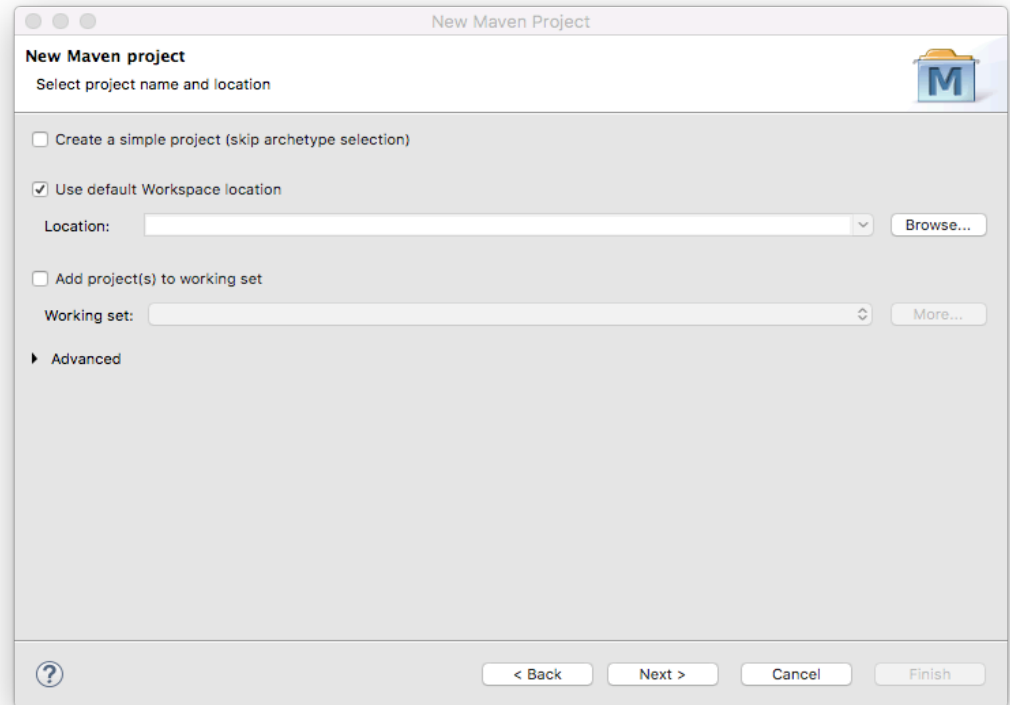 New Maven Project
New Maven project
Select project name and location
M
Create a simple project (skip archetype selection)
Use default Workspace location
Location:
Browse...
Add project(s) to working set
Working set:
More...
Advanced
?
< Back
Next >
Cancel
Finish